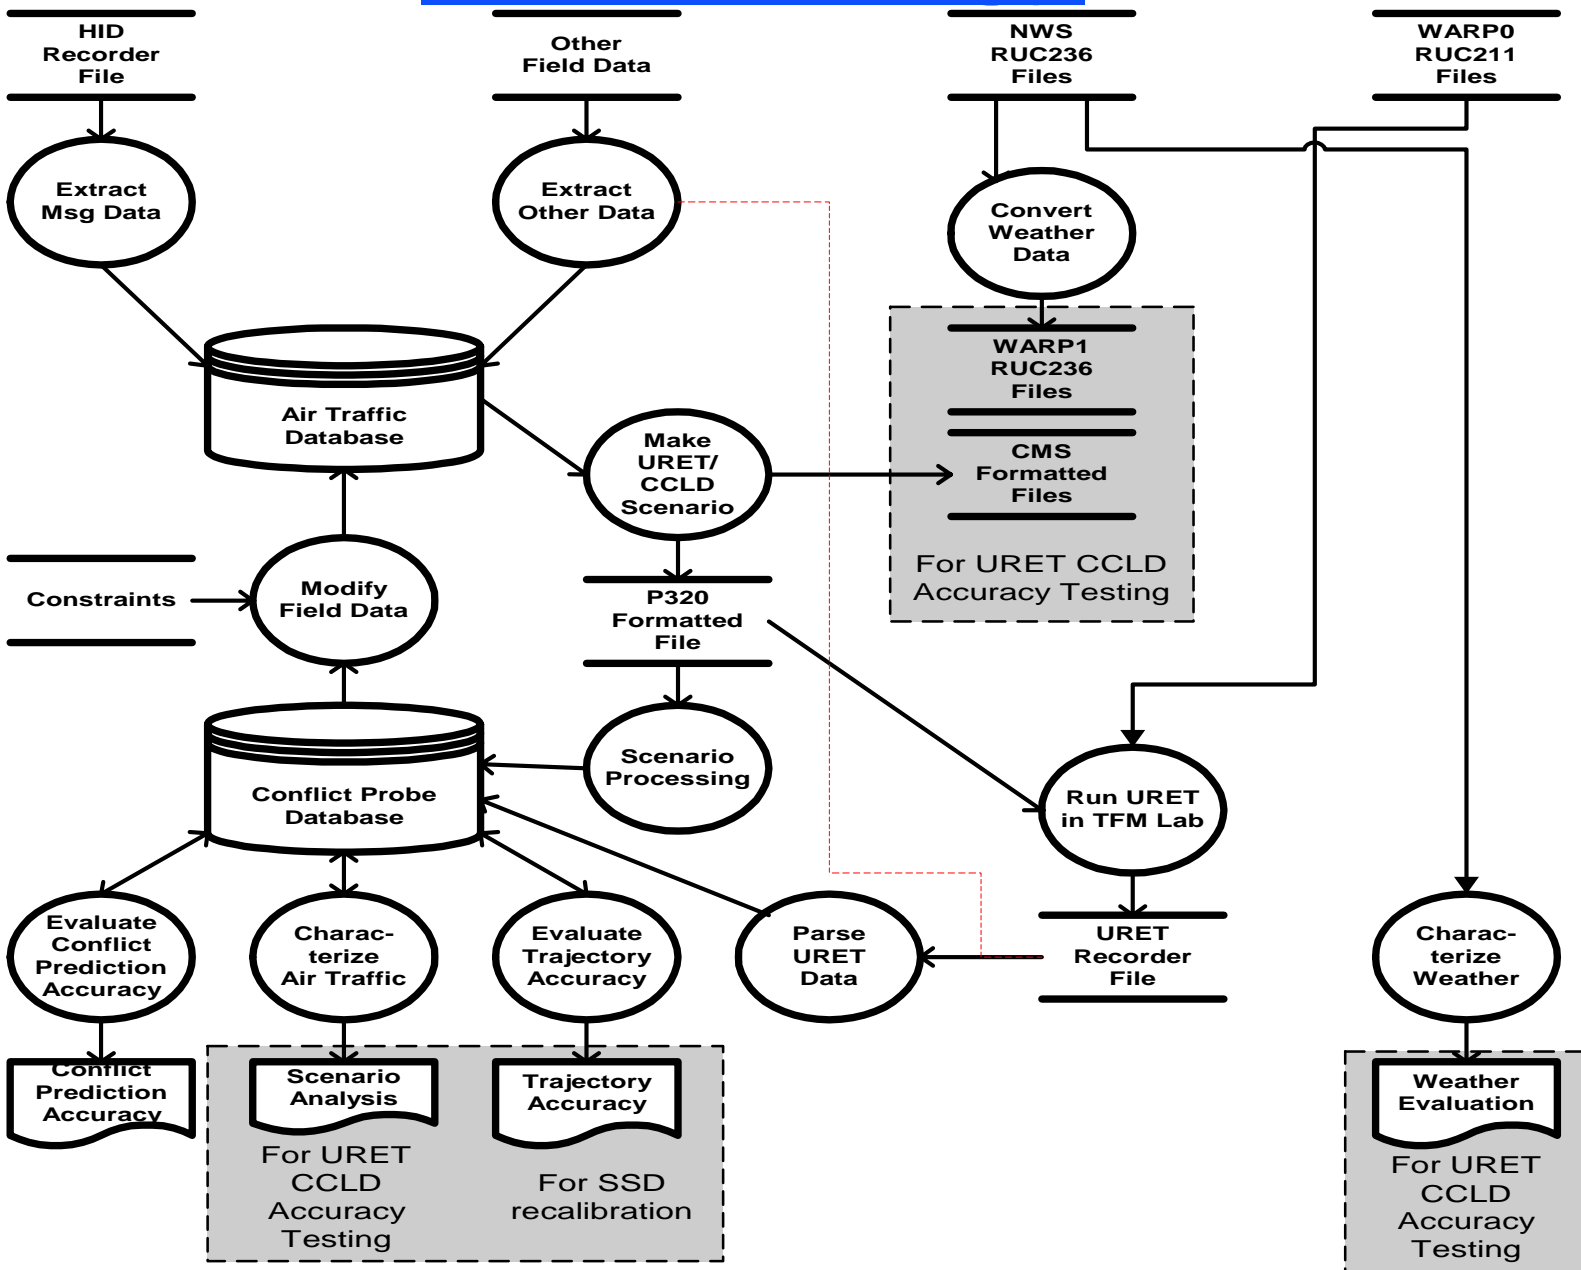 HID
Recorder
File
Other
Field Data
NWS
RUC236
Files
WARP0
RUC211
Files
Extract
Msg Data
Extract
Other Data
Convert
Weather
Data
WARP1
RUC236
Files
Air Traffic
Database
Make
URET/
CCLD
Scenario
CMS
Formatted
Files
For URET CCLD
Accuracy Testing
Constraints
Modify
Field Data
P320
Formatted
File
Scenario
Processing
Conflict Probe
Database
Run URET
in TFM Lab
Evaluate
Conflict
Prediction
Accuracy
Charac-
terize
Air Traffic
Evaluate
Trajectory
Accuracy
Parse
URET
Data
URET
Recorder
File
Charac-
terize
Weather
Conflict
Prediction
Accuracy
Scenario
Analysis
Trajectory
Accuracy
Weather
Evaluation
For URET
CCLD
Accuracy
Testing
For SSD
recalibration
For URET
CCLD
Accuracy
Testing